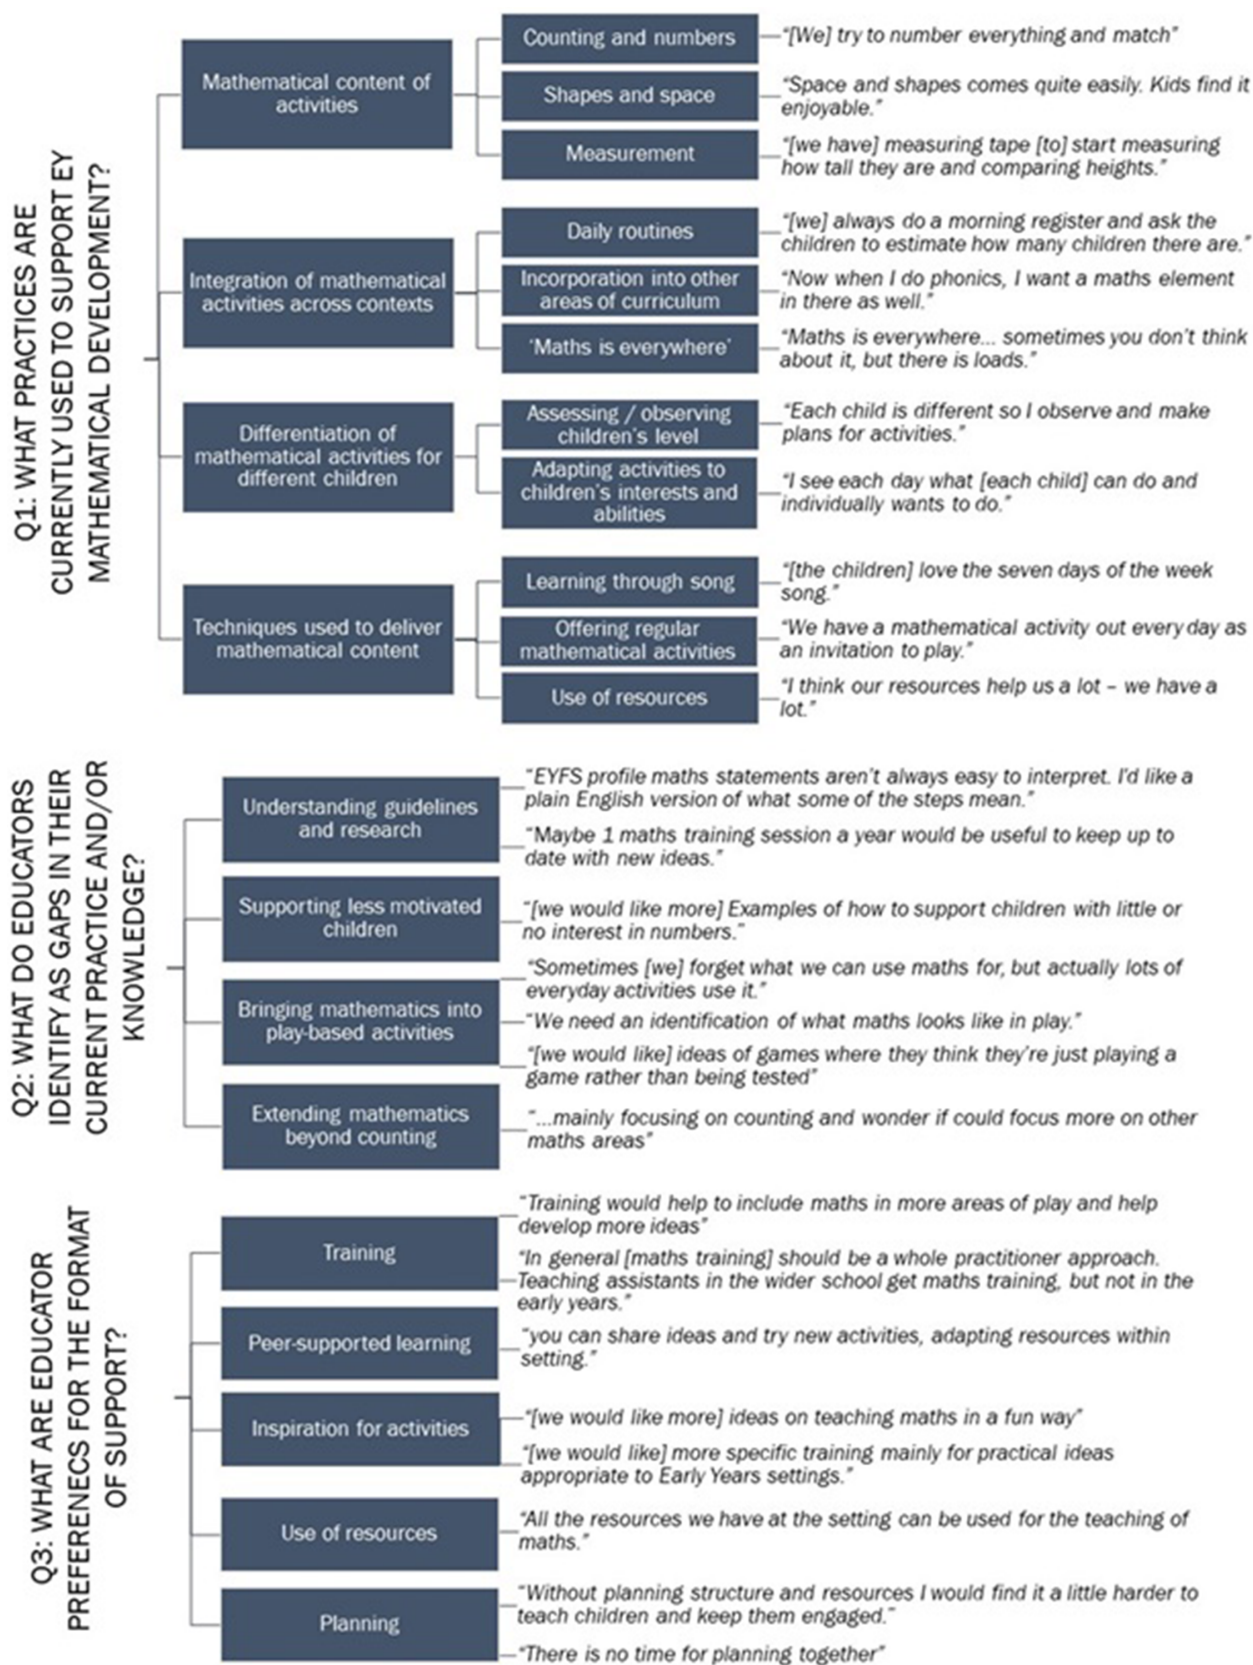 Q1: WHAT PRACTICES ARE
CURRENTLY USED TO SUPPORT EY
MATHEMATICAL DEVELOPMENT?
Mathematical content of
activities
Counting and numbers
“[We] try to number everything and match”
Shapes and space
“Space and shapes comes quite easily. Kids find it
enjoyable.”
Measurement
“[we have] measuring tape [to] start measuring
how tall they are and comparing heights.”
Integration of mathematical
activities across contexts
Daily routines
“[we] always do a morning register and ask the
children to estimate how many children there are.”
Incorporation into other
areas of curriculum
“Now when I do phonics, I want a maths element
in there as well.”
‘Maths is everywhere’
“Maths is everywhere... sometimes you don’t think
about it, but there is loads.”
Differentiation of
mathematical activities for
different children
Assessing / observing
children’s level
“Each child is different so I observe and make
plans for activities.”
Adapting activities to
children’s interests and
abilities
“I see each day what [each child] can do and
individually wants to do.”
Techniques used to deliver
mathematical content
Learning through song
“[the children] love the seven days of the week
song.”
Offering regular
mathematical activities
“We have a mathematical activity out every day as
an invitation to play.”
Use of resources
“I think our resources help us a lot – we have a
lot.”
Q2: WHAT DO EDUCATORS
IDENTIFY AS GAPS IN THEIR
CURRENT PRACTICE AND/OR
KNOWLEDGE?
Understanding guidelines
and research
“EYFS profile maths statements aren’t always easy to interpret. I’d like a
plain English version of what some of the steps mean.”
“Maybe 1 maths training session a year would be useful to keep up to
date with new ideas.”
Supporting less motivated
children
“[we would like more] Examples of how to support children with little or
no interest in numbers.”
Bringing mathematics into
play-based activities
“Sometimes [we] forget what we can use maths for, but actually lots of
everyday activities use it.”
“We need an identification of what maths looks like in play.”
“[we would like] ideas of games where they think they’re just playing a
game rather than being tested”
Extending mathematics
beyond counting
“...mainly focusing on counting and wonder if could focus more on other
maths areas”
Q3: WHAT ARE EDUCATOR
PREFERENECS FOR THE FORMAT
OF SUPPORT?
Training
“Training would help to include maths in more areas of play and help
develop more ideas”
“In general [maths training] should be a whole practitioner approach.
Teaching assistants in the wider school get maths training, but not in the
early years.”
Peer-supported learning
“you can share ideas and try new activities, adapting resources within
setting.”
Inspiration for activities
“[we would like more] ideas on teaching maths in a fun way”
“[we would like] more specific training mainly for practical ideas
appropriate to Early Years settings.”
Use of resources
“All the resources we have at the setting can be used for the teaching of
maths.”
Planning
“Without planning structure and resources I would find it a little harder to
teach children and keep them engaged.”
“There is no time for planning together”